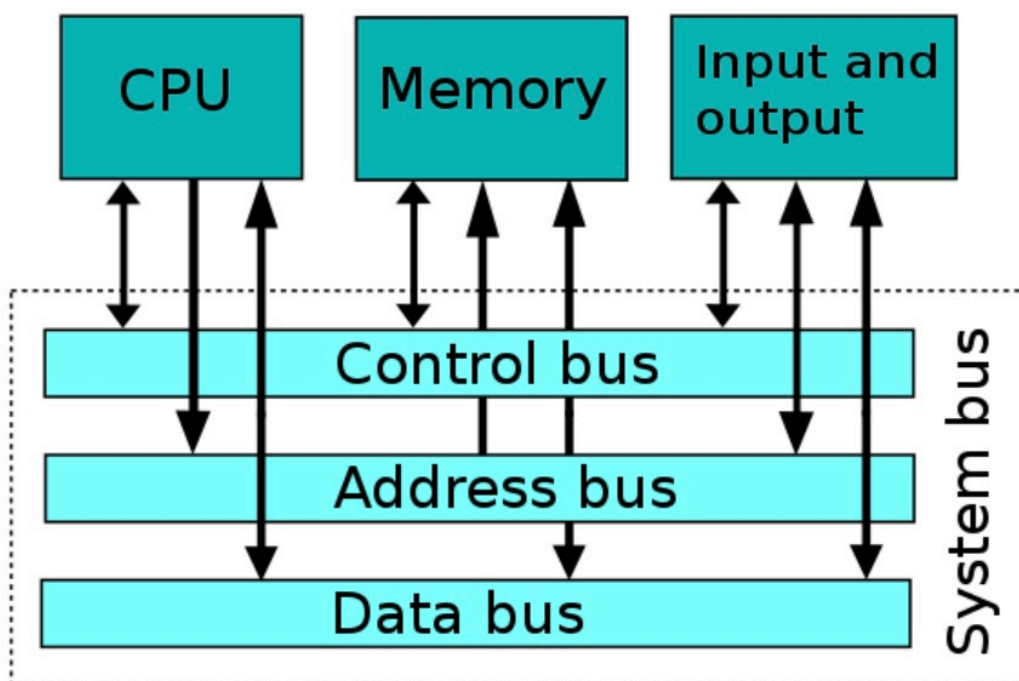 CPU
Memory
Input and
output
Control bus
Address bus
Data bus
System bus